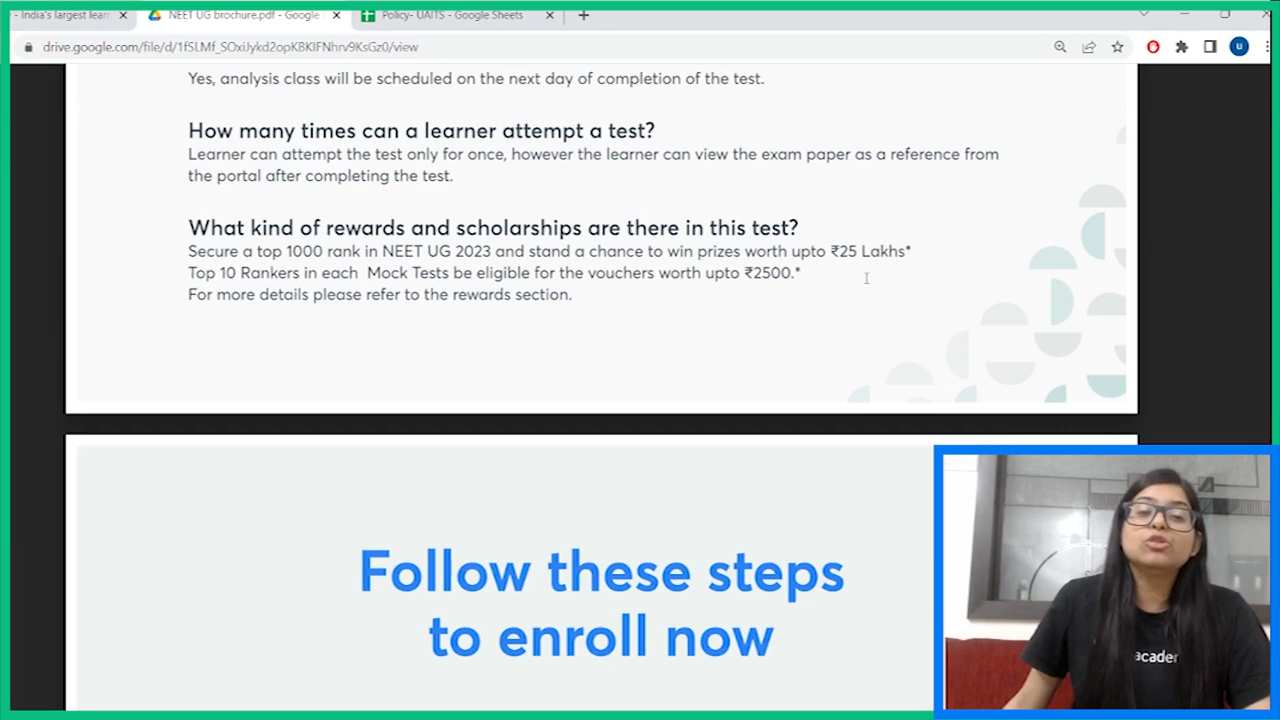 - India's largest learn
NEET UG brochure.pdf - Google
Policy- UAITS - Google Sheets
drive.google.com/file/d/1fSLMf_SOxiJykd2opKBKIFNhrv9KsGz0/view
u
Yes, analysis class will be scheduled on the next day of completion of the test.
How many times can a learner attempt a test?
Learner can attempt the test only for once, however the learner can view the exam paper as a reference from
the portal after completing the test.
What kind of rewards and scholarships are there in this test?
Secure a top 1000 rank in NEET UG 2023 and stand a chance to win prizes worth upto ₹25 Lakhs*
Top 10 Rankers in each Mock Tests be eligible for the vouchers worth upto ₹2500.*
For more details please refer to the rewards section.
Follow these steps
to enroll now
acader